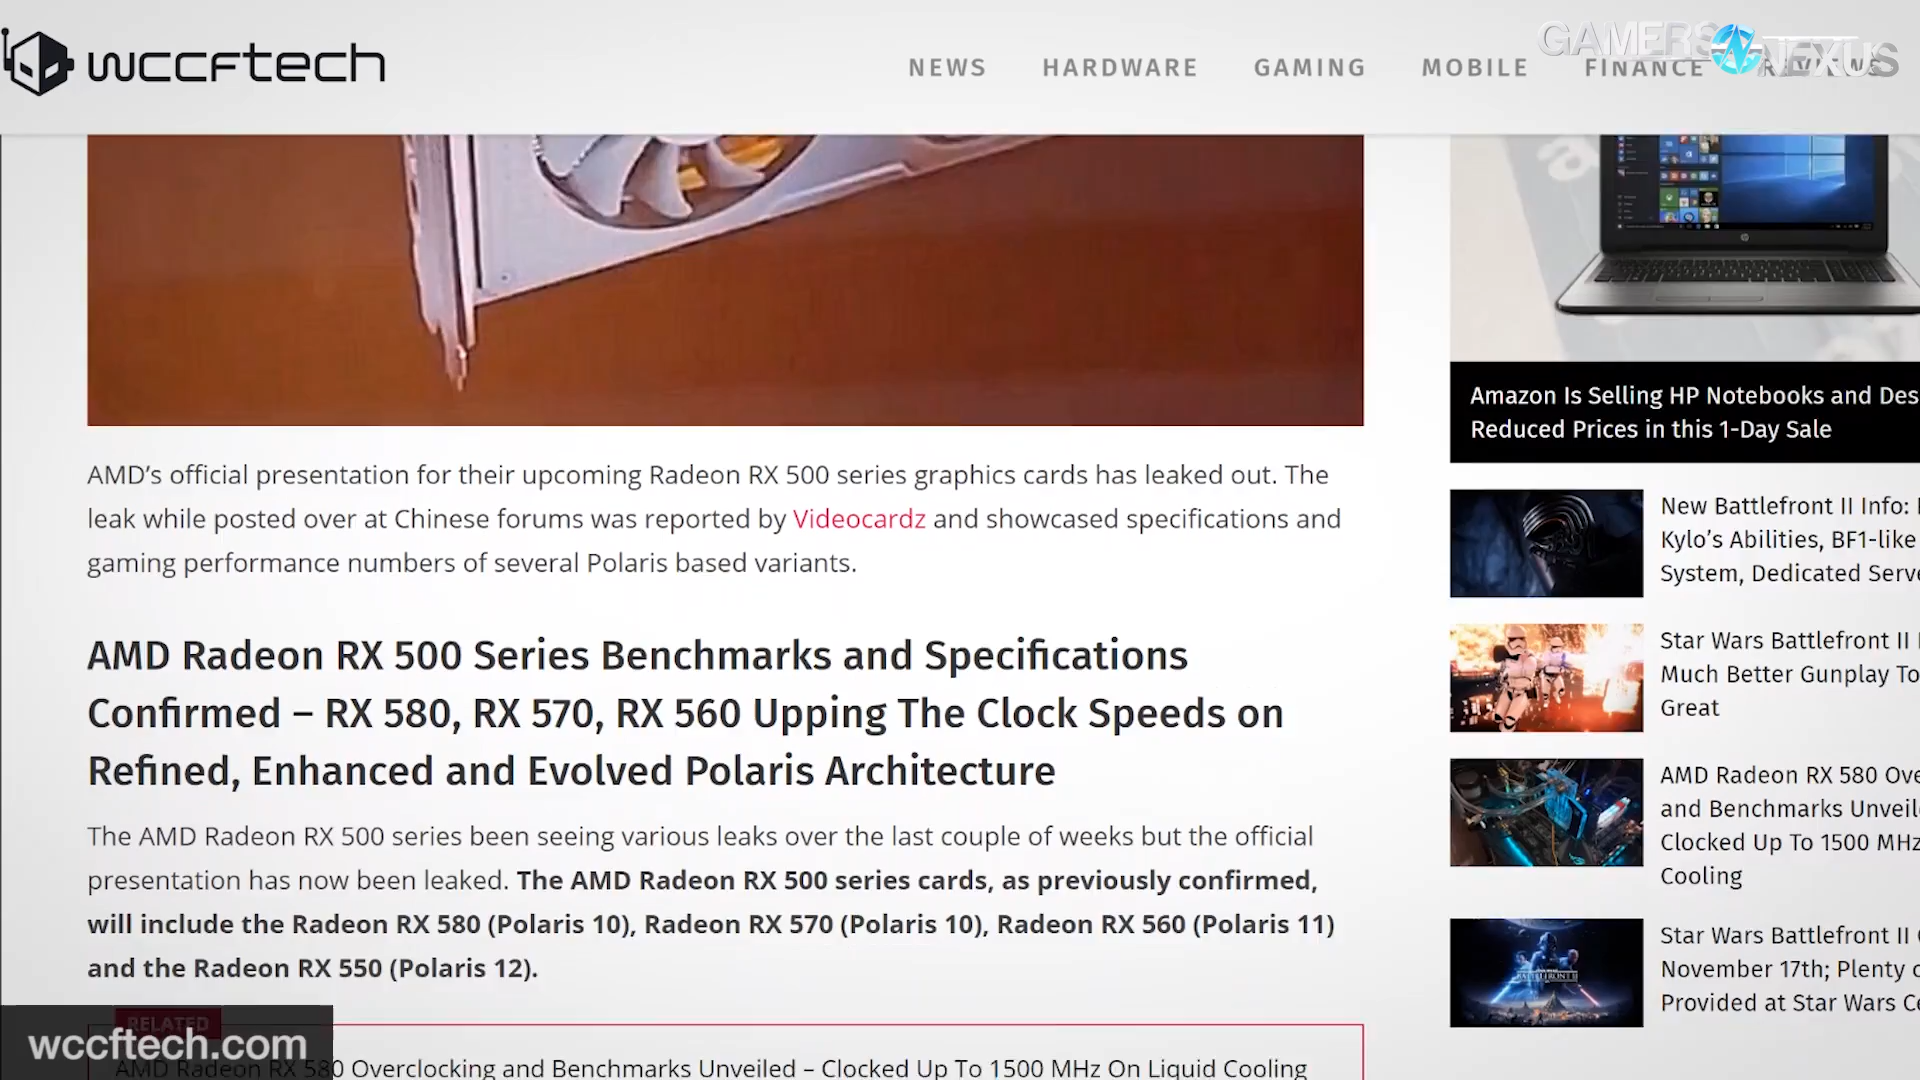 wccftech
NEWS HARDWARE GAMING MOBILE FINANCE REVIEWS
GAMERS NEXUS
AMD’s official presentation for their upcoming Radeon RX 500 series graphics cards has leaked out. The
leak while posted over at Chinese forums was reported by Videocardz and showcased specifications and
gaming performance numbers of several Polaris based variants.
AMD Radeon RX 500 Series Benchmarks and Specifications
Confirmed – RX 580, RX 570, RX 560 Upping The Clock Speeds on
Refined, Enhanced and Evolved Polaris Architecture
The AMD Radeon RX 500 series been seeing various leaks over the last couple of weeks but the official
presentation has now been leaked. The AMD Radeon RX 500 series cards, as previously confirmed,
will include the Radeon RX 580 (Polaris 10), Radeon RX 570 (Polaris 10), Radeon RX 560 (Polaris 11)
and the Radeon RX 550 (Polaris 12).
RELATED
AMD Radeon RX 580 Overclocking and Benchmarks Unveiled – Clocked Up To 1500 MHz On Liquid Cooling
wccftech.com
Amazon Is Selling HP Notebooks and Des
Reduced Prices in this 1-Day Sale
New Battlefront II Info:
Kylo’s Abilities, BF1-like
System, Dedicated Serve
Star Wars Battlefront II
Much Better Gunplay To
Great
AMD Radeon RX 580 Ove
and Benchmarks Unveil
Clocked Up To 1500 MHz
Cooling
Star Wars Battlefront II
November 17th; Plenty o
Provided at Star Wars Ce